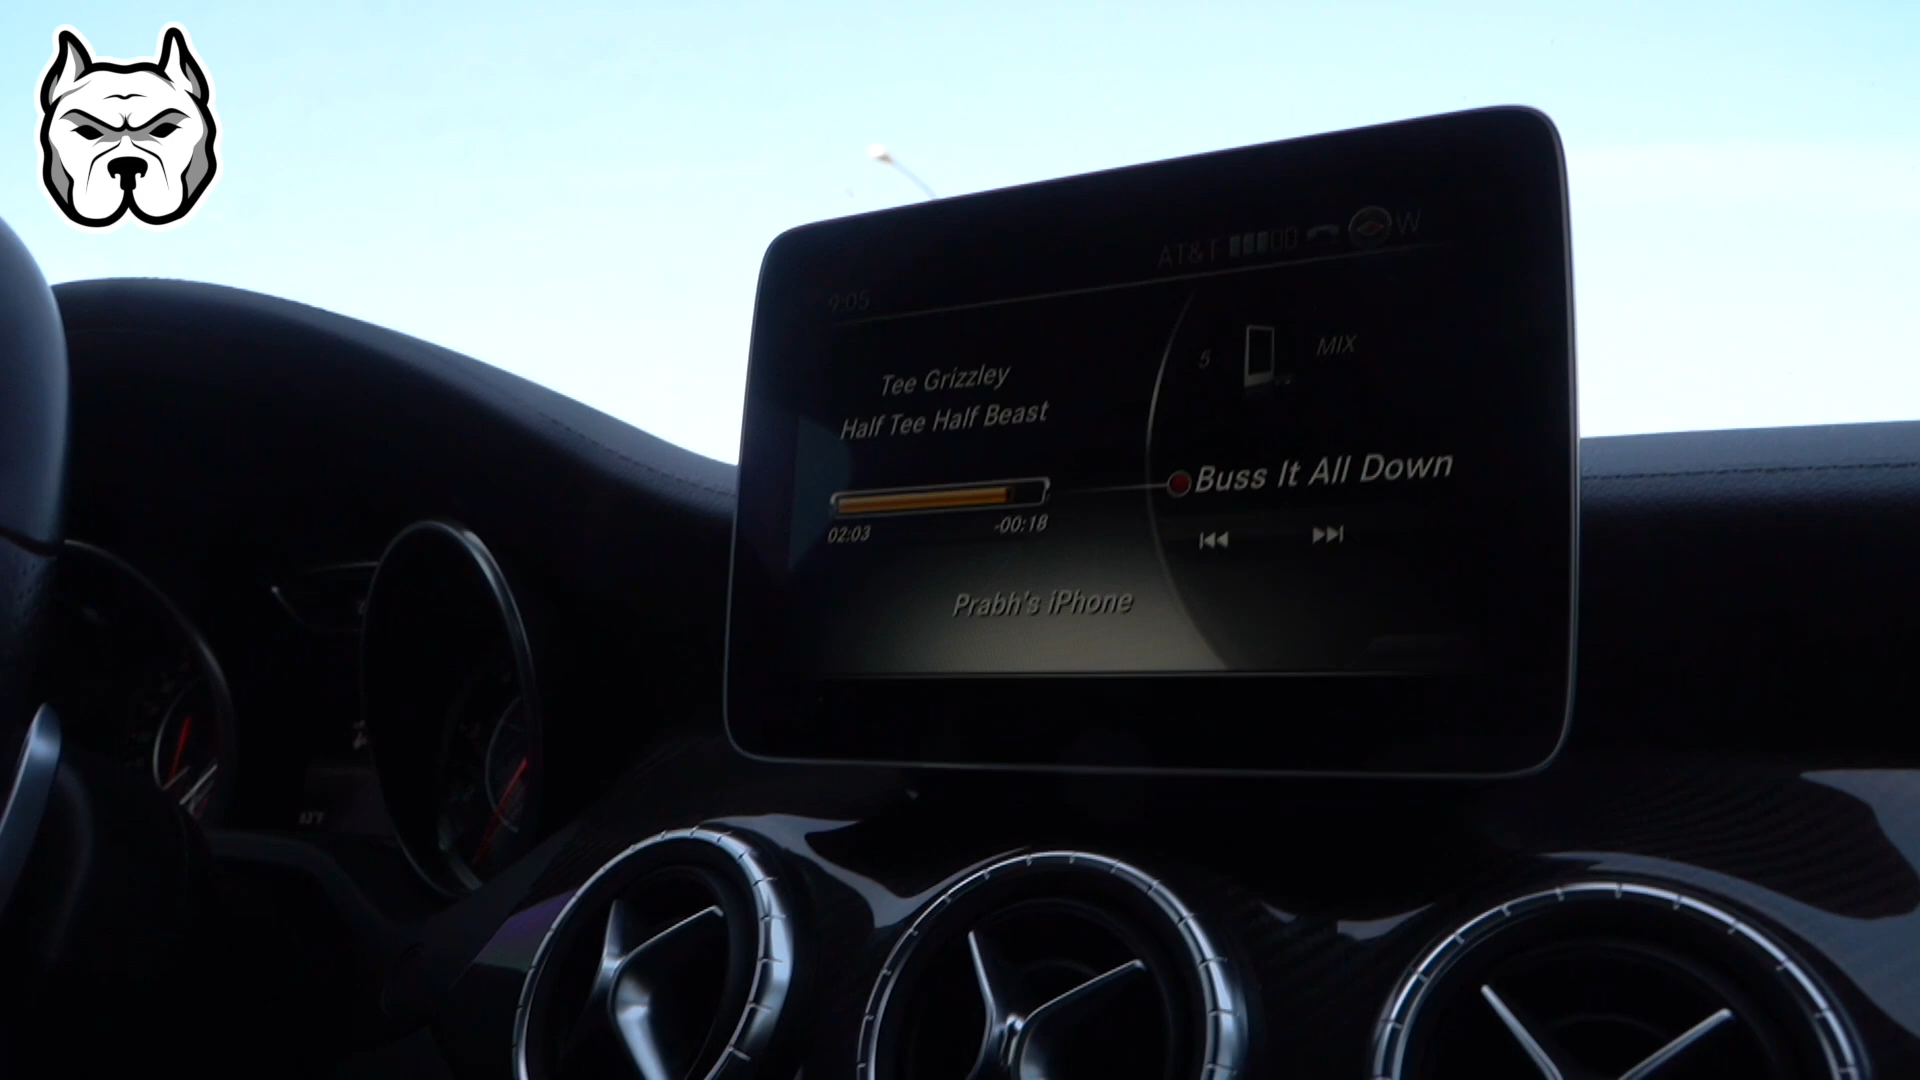 AT&T W
9:05
5 MIX
Tee Grizzley
Half Tee Half Beast
Buss It All Down
02:03 -00:18
Prabh's iPhone